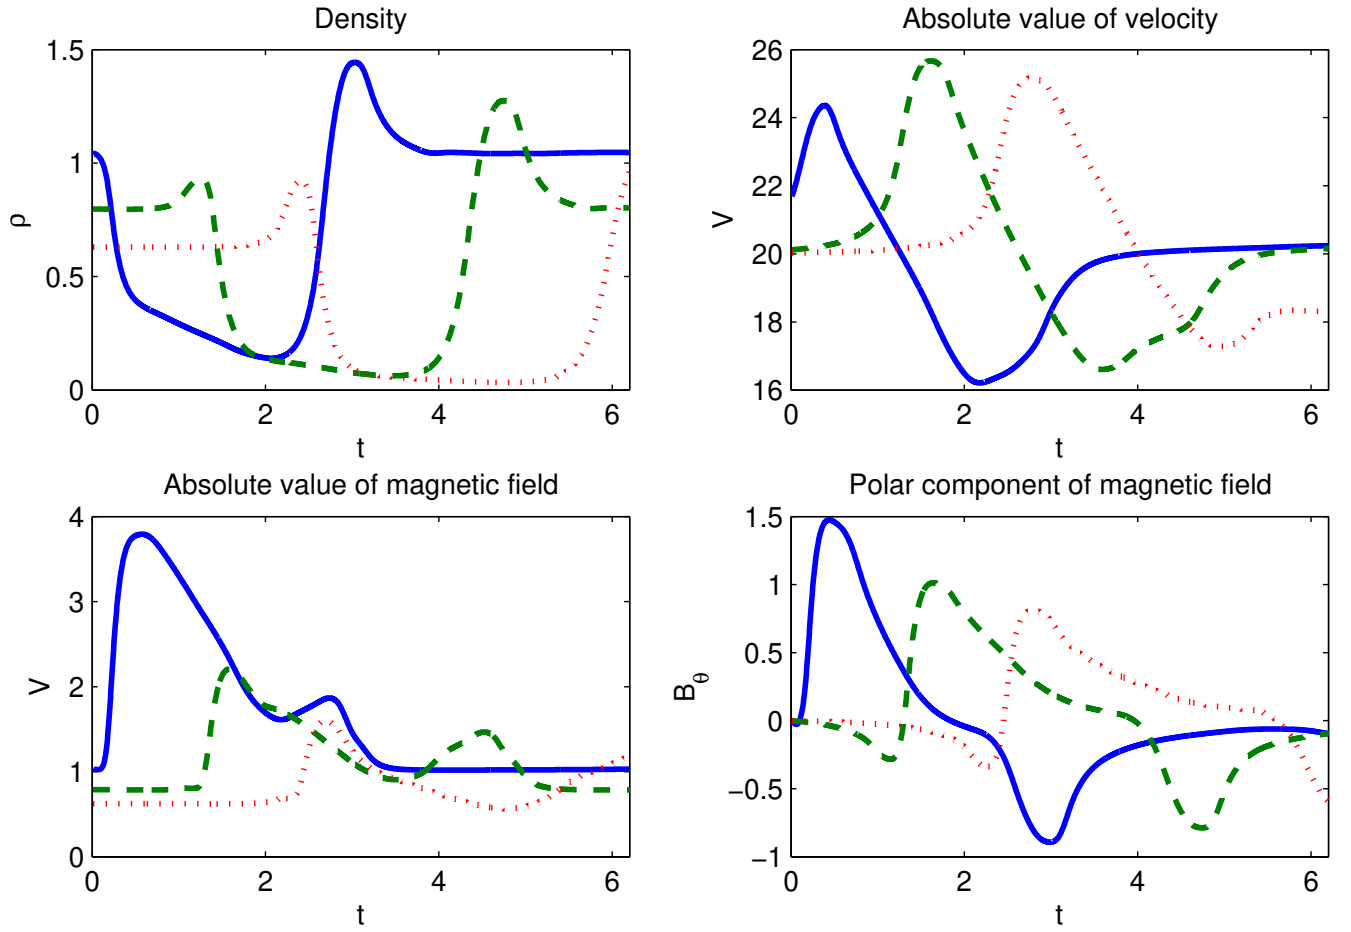 Density
1.5
1
0.5
0
ρ
0 2 4 6
t
Absolute value of velocity
26
24
22
20
18
16
V
0 2 4 6
t
Absolute value of magnetic field
4
3
2
1
0
V
0 2 4 6
t
Polar component of magnetic field
1.5
1
0.5
0
−0.5
−1
Bθ
0 2 4 6
t